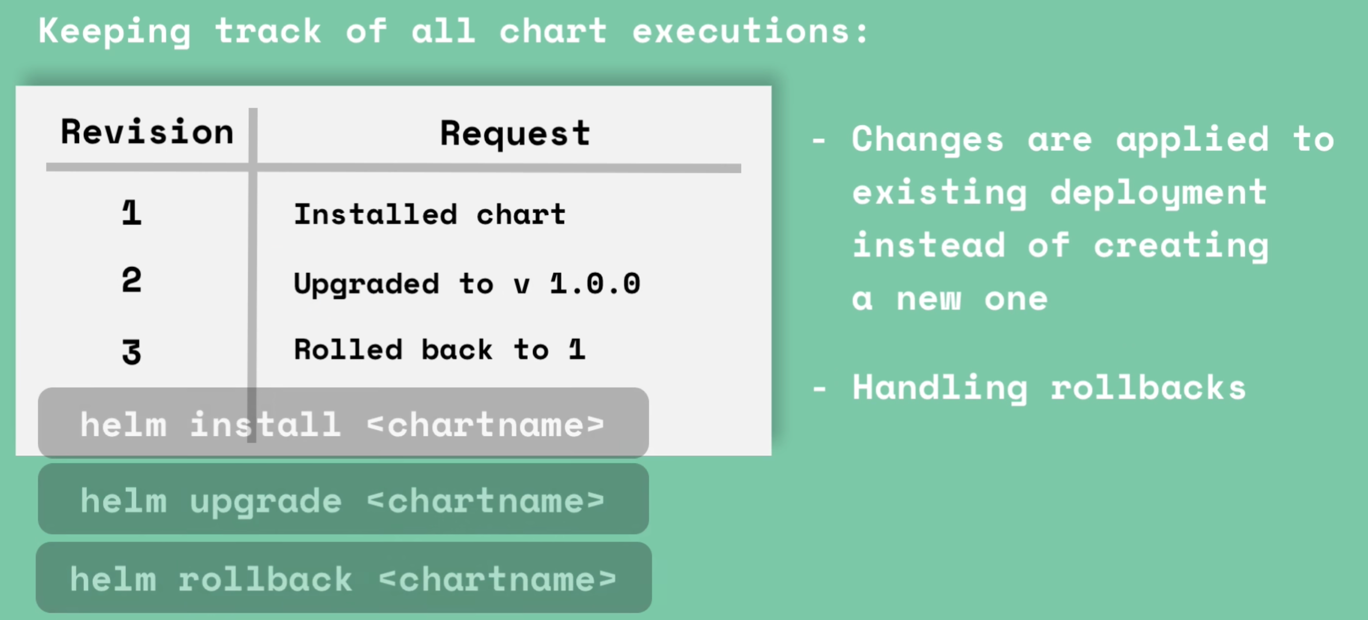 Keeping track of all chart executions:
Revision Request
1 Installed chart
2 Upgraded to v 1.0.0
3 Rolled back to 1
helm install <chartname>
helm upgrade <chartname>
helm rollback <chartname>
- Changes are applied to
existing deployment
instead of creating
a new one
- Handling rollbacks